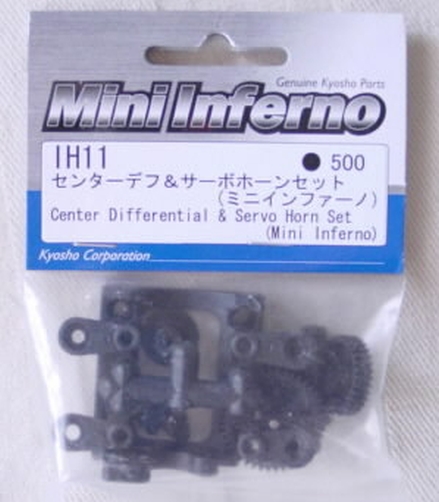 Genuine Kyosho Parts
Mini Inferno
IH11 ● 500
センターデフ&サーボホーンセット
(ミニインファーノ)
Center Differential & Servo Horn Set
(Mini Inferno)
Kyosho Corporation